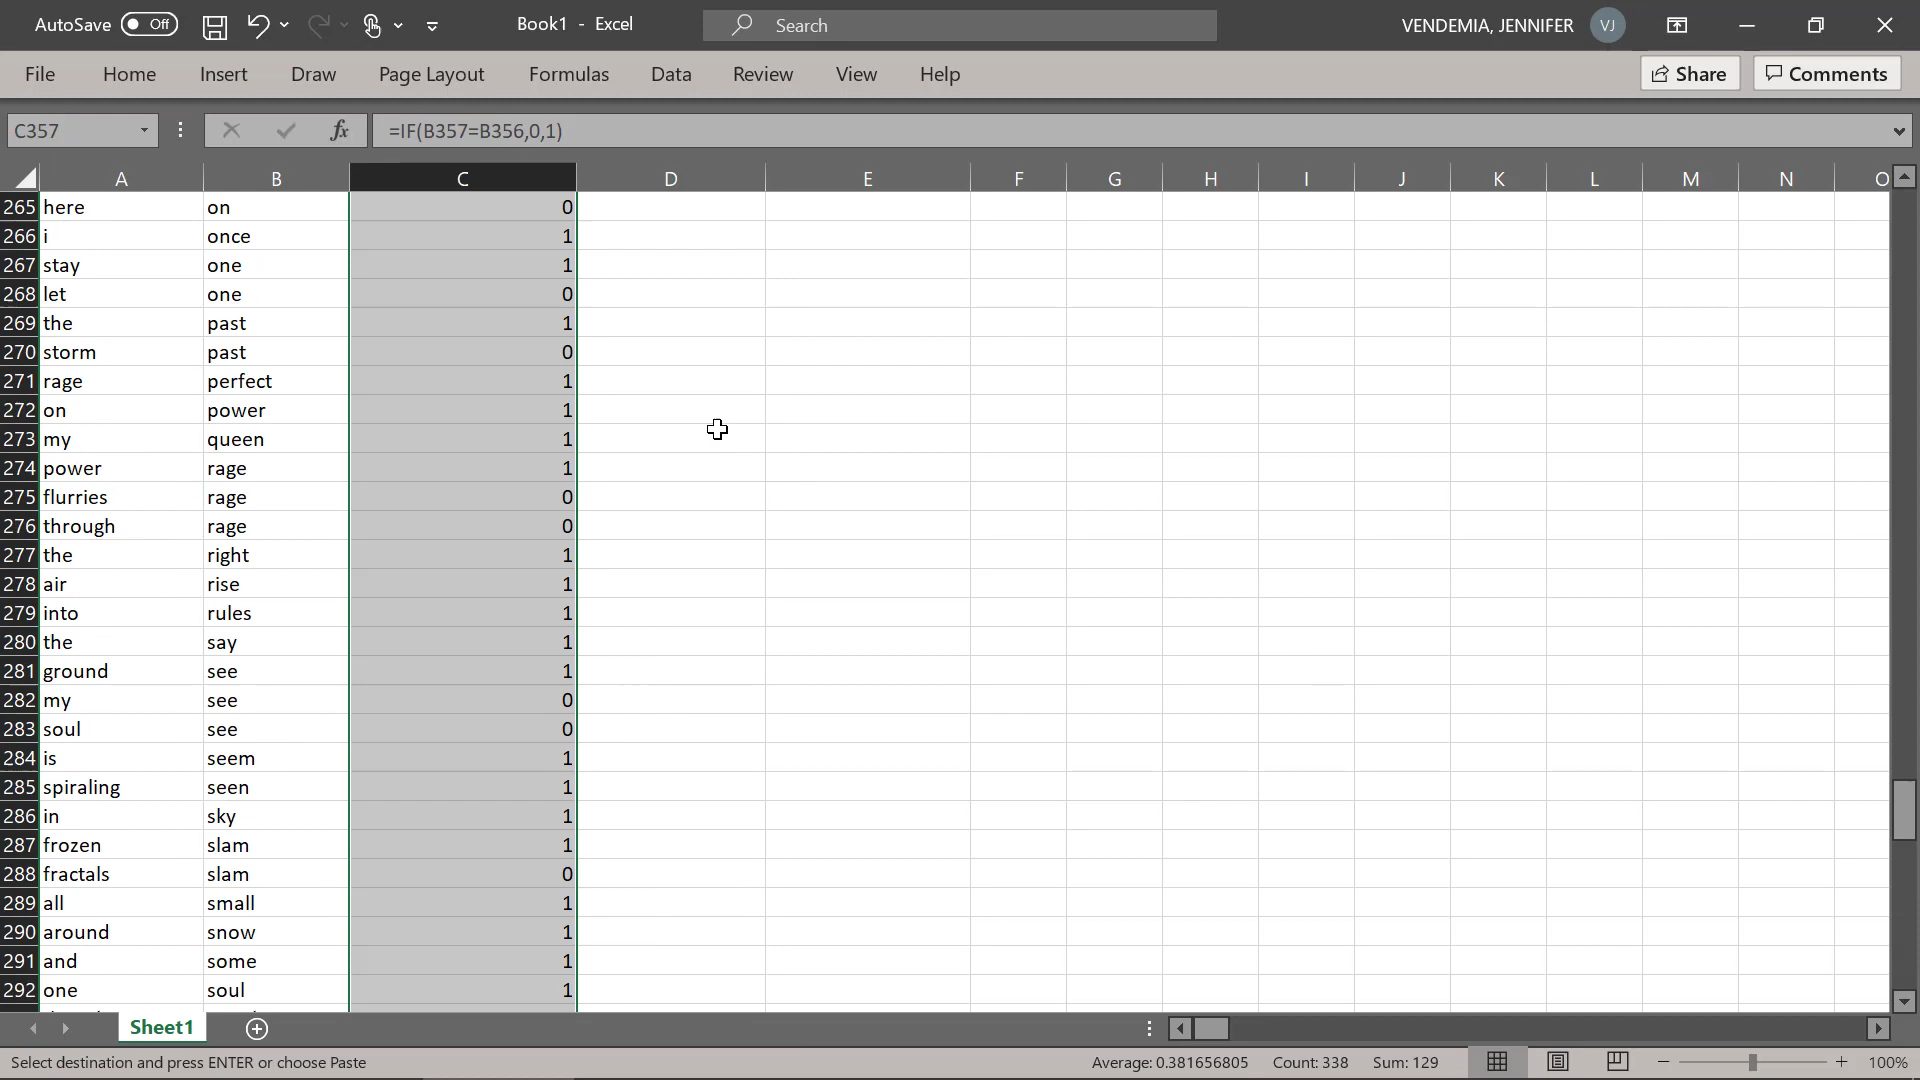 AutoSave Off Book1 - Excel Search VENDEMIA, JENNIFER VJ
File Home Insert Draw Page Layout Formulas Data Review View Help Share Comments
C357 fx =IF(B357=B356,0,1)
A B C D E F G H I J K L M N O
265 here on 0
266 i once 1
267 stay one 1
268 let one 0
269 the past 1
270 storm past 0
271 rage perfect 1
272 on power 1
273 my queen 1
274 power rage 1
275 flurries rage 0
276 through rage 0
277 the right 1
278 air rise 1
279 into rules 1
280 the say 1
281 ground see 1
282 my see 0
283 soul see 0
284 is seem 1
285 spiraling seen 1
286 in sky 1
287 frozen slam 1
288 fractals slam 0
289 all small 1
290 around snow 1
291 and some 1
292 one soul 1
Sheet1
Select destination and press ENTER or choose Paste Average: 0.381656805 Count: 338 Sum: 129 100%